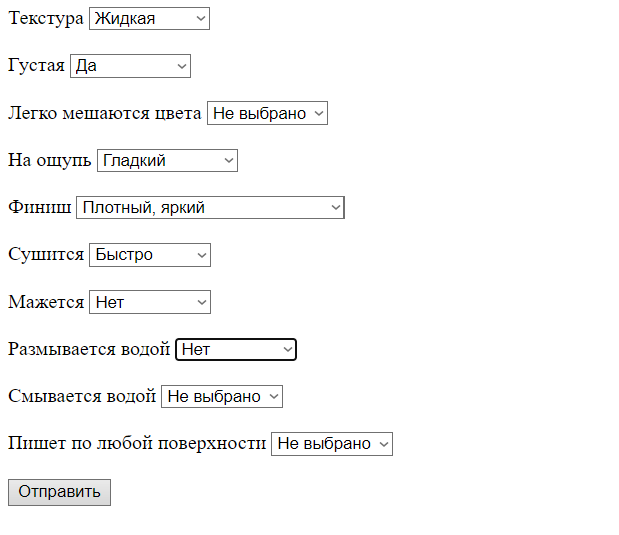 Текстура Жидкая
Густая Да
Легко мешаются цвета Не выбрано
На ощупь Гладкий
Финиш Плотный, яркий
Сушится Быстро
Мажется Нет
Размывается водой Нет
Смывается водой Не выбрано
Пишет по любой поверхности Не выбрано
Отправить